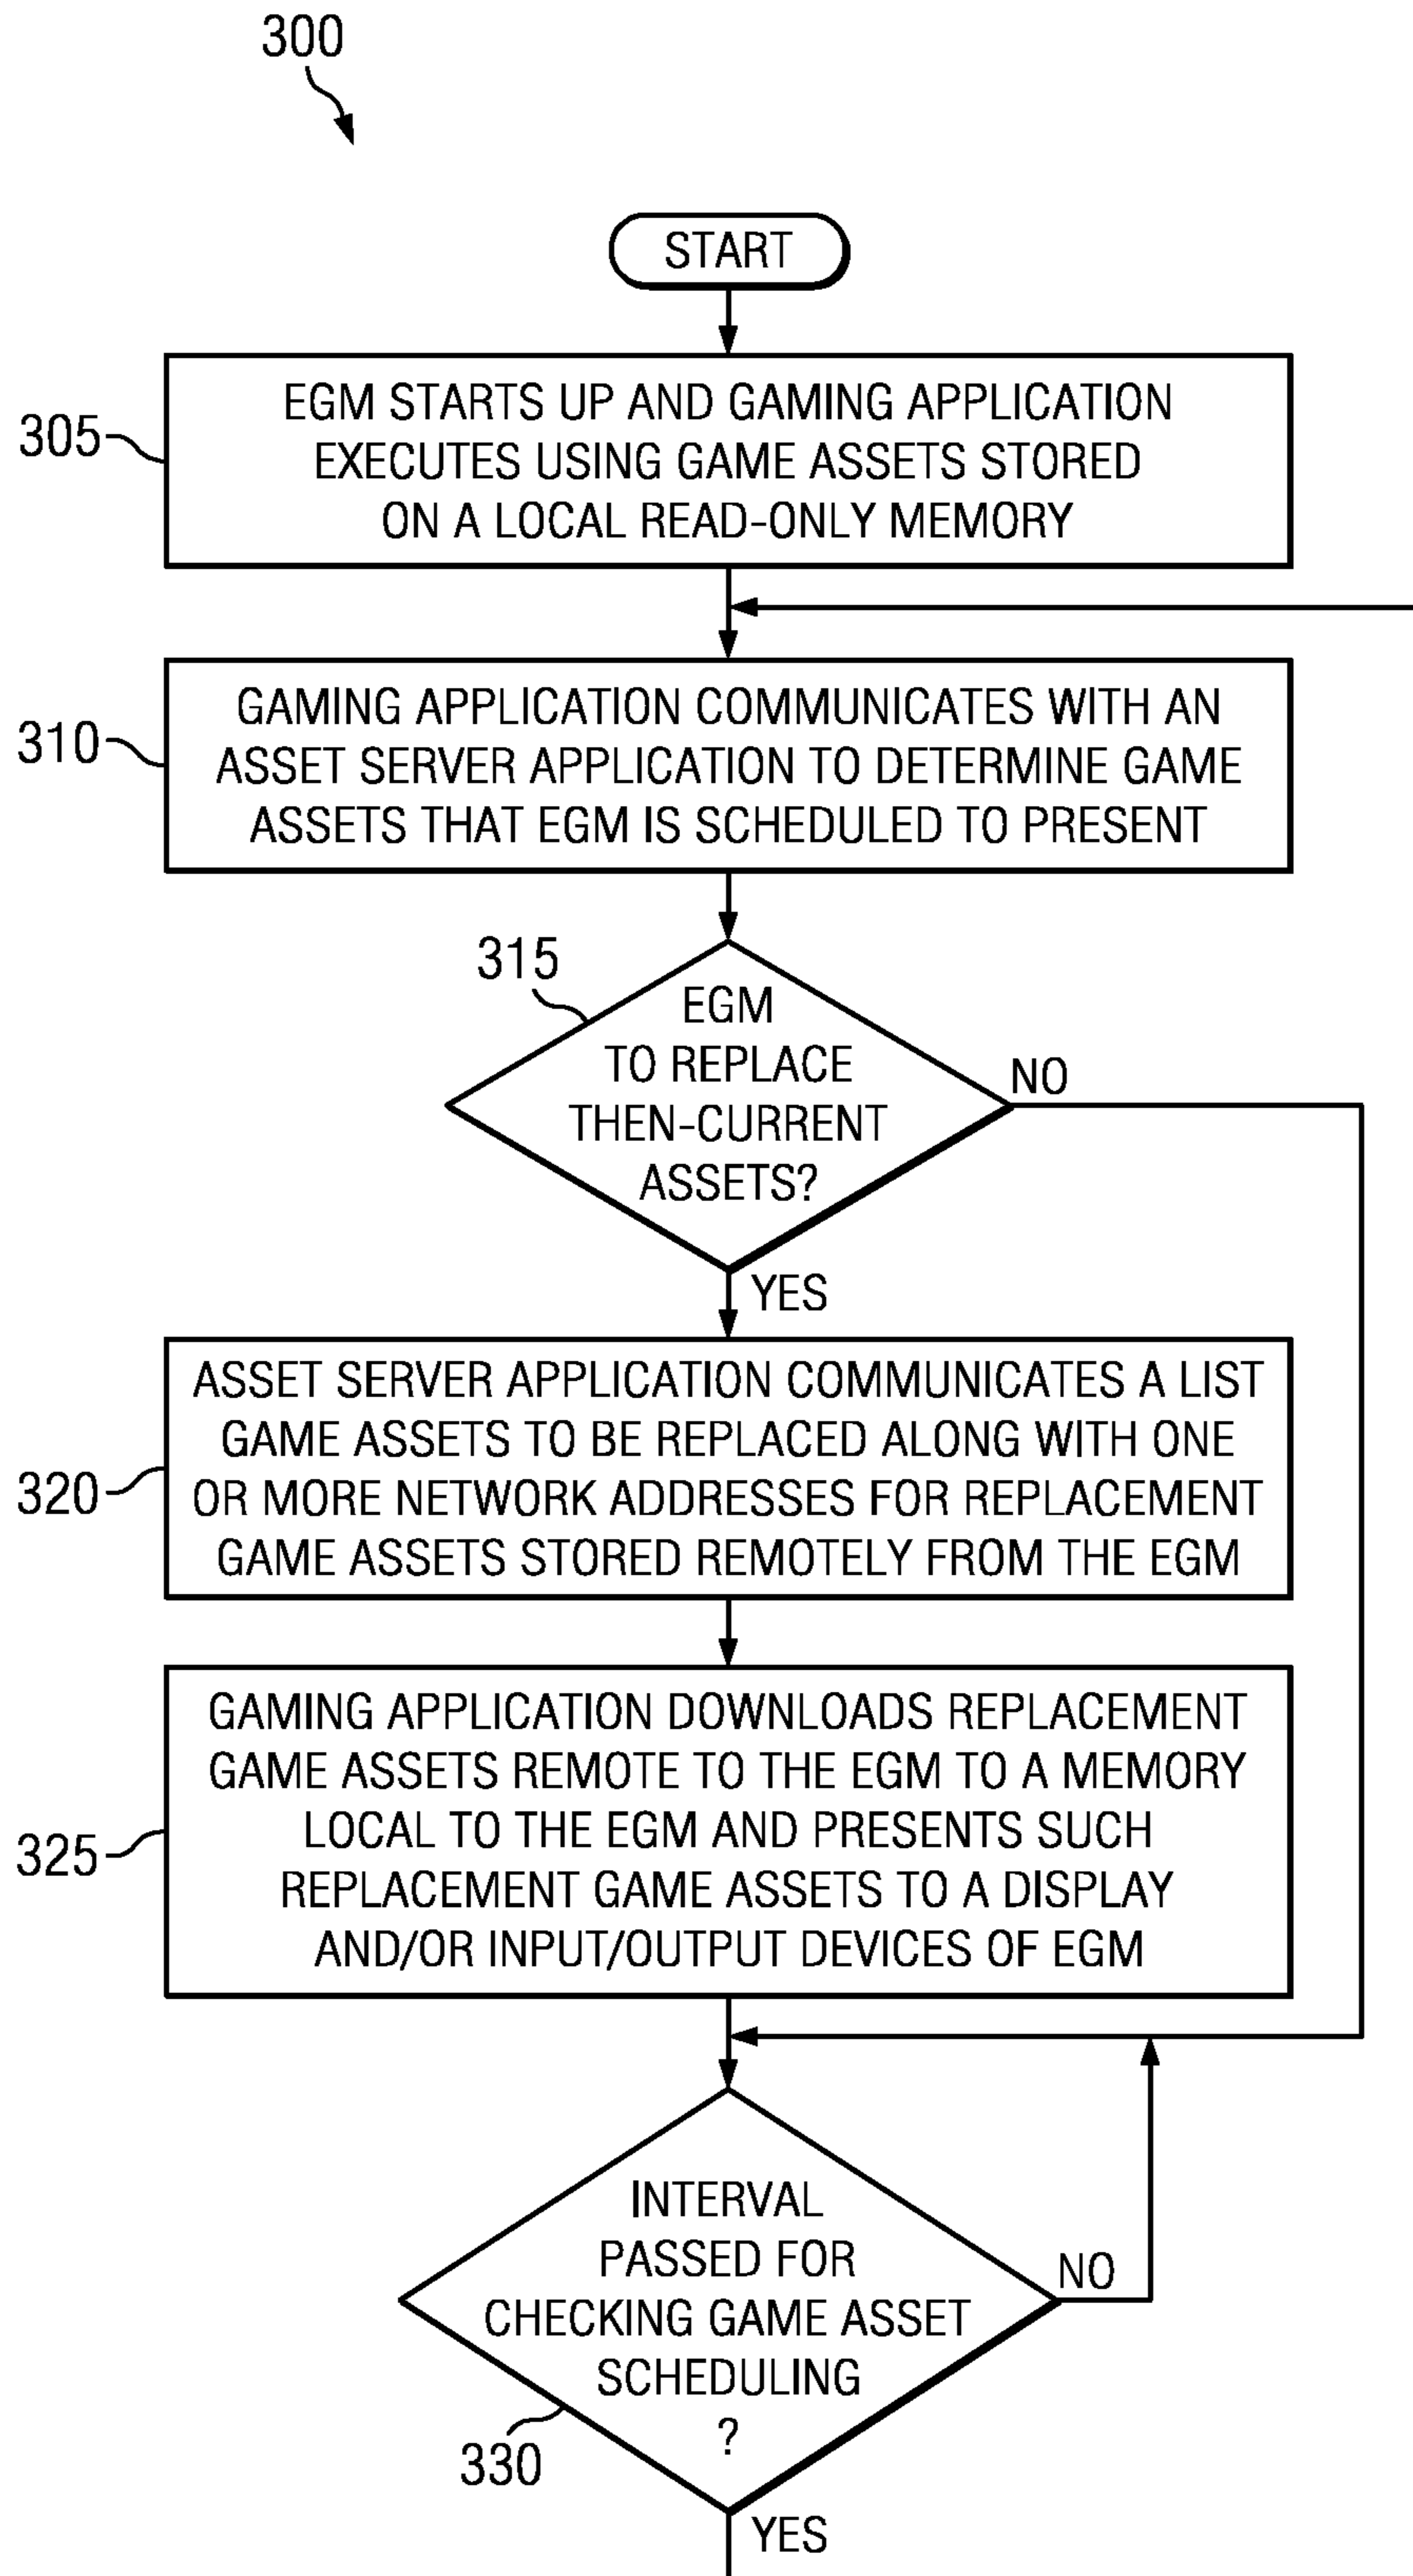 300
START
305
EGM STARTS UP AND GAMING APPLICATION
EXECUTES USING GAME ASSETS STORED
ON A LOCAL READ-ONLY MEMORY
310
GAMING APPLICATION COMMUNICATES WITH AN
ASSET SERVER APPLICATION TO DETERMINE GAME
ASSETS THAT EGM IS SCHEDULED TO PRESENT
315
EGM
TO REPLACE
THEN-CURRENT
ASSETS?
NO
YES
320
ASSET SERVER APPLICATION COMMUNICATES A LIST
GAME ASSETS TO BE REPLACED ALONG WITH ONE
OR MORE NETWORK ADDRESSES FOR REPLACEMENT
GAME ASSETS STORED REMOTELY FROM THE EGM
325
GAMING APPLICATION DOWNLOADS REPLACEMENT
GAME ASSETS REMOTE TO THE EGM TO A MEMORY
LOCAL TO THE EGM AND PRESENTS SUCH
REPLACEMENT GAME ASSETS TO A DISPLAY
AND/OR INPUT/OUTPUT DEVICES OF EGM
INTERVAL
PASSED FOR
CHECKING GAME ASSET
SCHEDULING
?
NO
330
YES